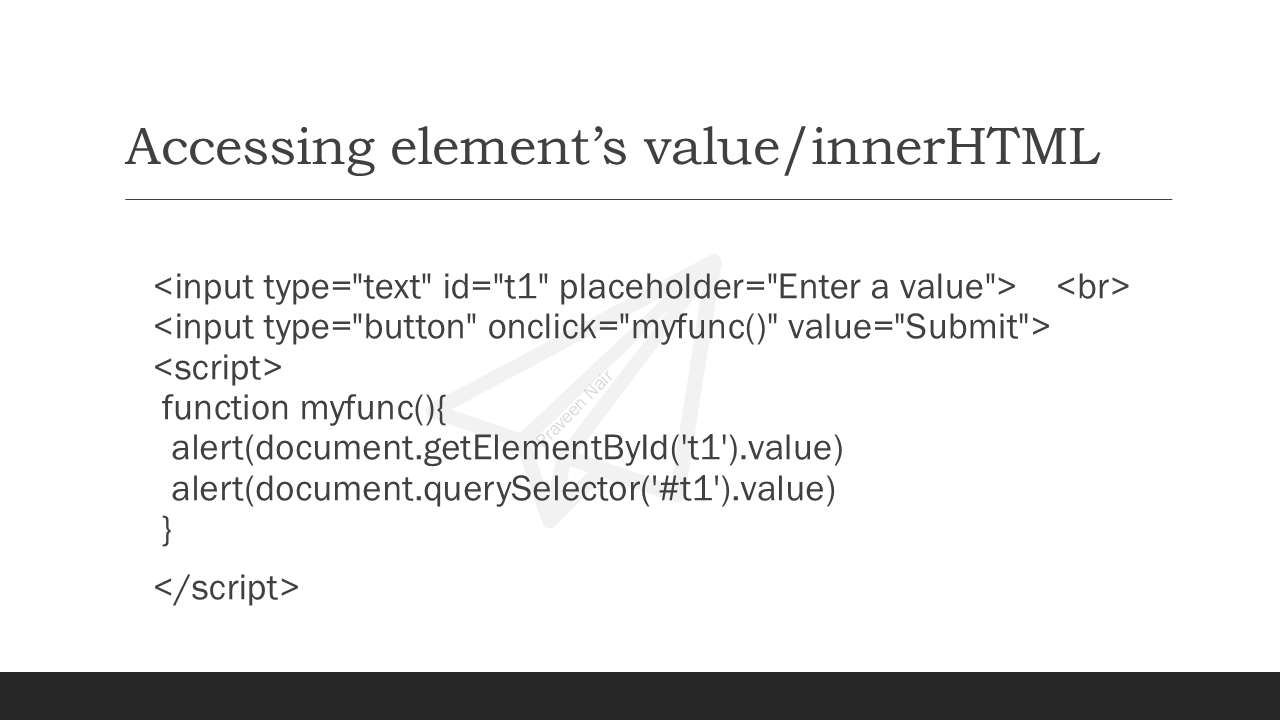 Accessing element’s value/innerHTML
<input type="text" id="t1" placeholder="Enter a value"> <br>
<input type="button" onclick="myfunc()" value="Submit">
<script>
function myfunc(){
alert(document.getElementById('t1').value)
alert(document.querySelector('#t1').value)
}
</script>
Praveen Nair